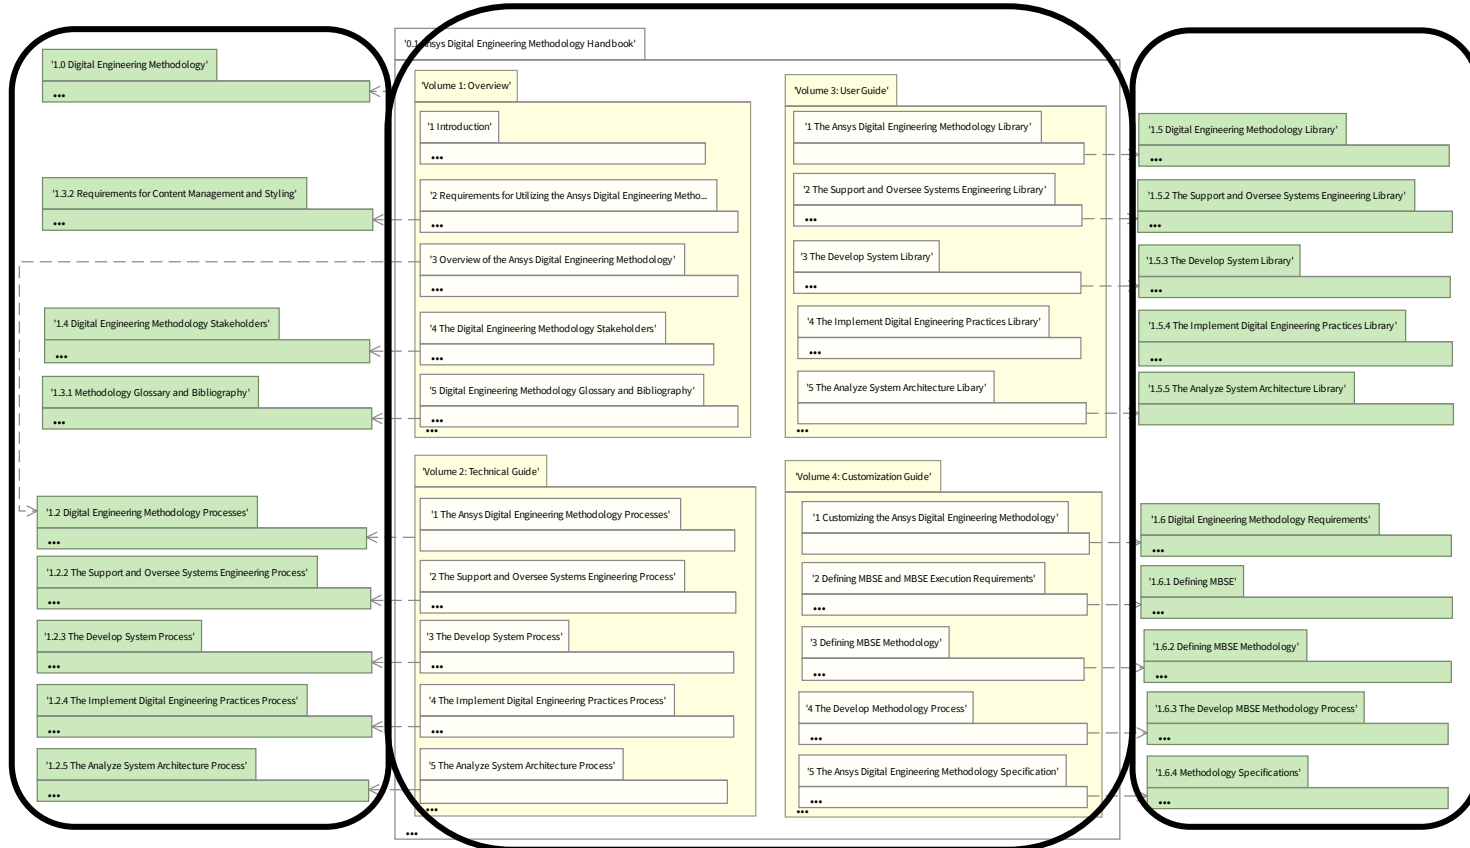 '1.0 Digital Engineering Methodology'
...
'1.3.2 Requirements for Content Management and Styling'
...
'1.4 Digital Engineering Methodology Stakeholders'
...
'1.3.1 Methodology Glossary and Bibliography'
...
'1.2 Digital Engineering Methodology Processes'
...
'1.2.2 The Support and Oversee Systems Engineering Process'
...
'1.2.3 The Develop System Process'
...
'1.2.4 The Implement Digital Engineering Practices Process'
...
'1.2.5 The Analyze System Architecture Process'
...
'0.1 Ansys Digital Engineering Methodology Handbook'
'Volume 1: Overview'
'1 Introduction'
...
'2 Requirements for Utilizing the Ansys Digital Engineering Metho...
...
'3 Overview of the Ansys Digital Engineering Methodology'
...
'4 The Digital Engineering Methodology Stakeholders'
...
'5 Digital Engineering Methodology Glossary and Bibliography'
...
...
'Volume 2: Technical Guide'
'1 The Ansys Digital Engineering Methodology Processes'
'2 The Support and Oversee Systems Engineering Process'
...
'3 The Develop System Process'
...
'4 The Implement Digital Engineering Practices Process'
...
'5 The Analyze System Architecture Process'
...
...
'Volume 3: User Guide'
'1 The Ansys Digital Engineering Methodology Library'
'2 The Support and Oversee Systems Engineering Library'
...
'3 The Develop System Library'
...
'4 The Implement Digital Engineering Practices Library'
...
'5 The Analyze System Architecture Libary'
...
'Volume 4: Customization Guide'
'1 Customizing the Ansys Digital Engineering Methodology'
'2 Defining MBSE and MBSE Execution Requirements'
...
'3 Defining MBSE Methodology'
...
'4 The Develop Methodology Process'
...
'5 The Ansys Digital Engineering Methodology Specification'
...
...
'1.5 Digital Engineering Methodology Library'
...
'1.5.2 The Support and Oversee Systems Engineering Library'
...
'1.5.3 The Develop System Library'
...
'1.5.4 The Implement Digital Engineering Practices Library'
...
'1.5.5 The Analyze System Architecture Library'
'1.6 Digital Engineering Methodology Requirements'
...
'1.6.1 Defining MBSE'
...
'1.6.2 Defining MBSE Methodology'
...
'1.6.3 The Develop MBSE Methodology Process'
...
'1.6.4 Methodology Specifications'
...